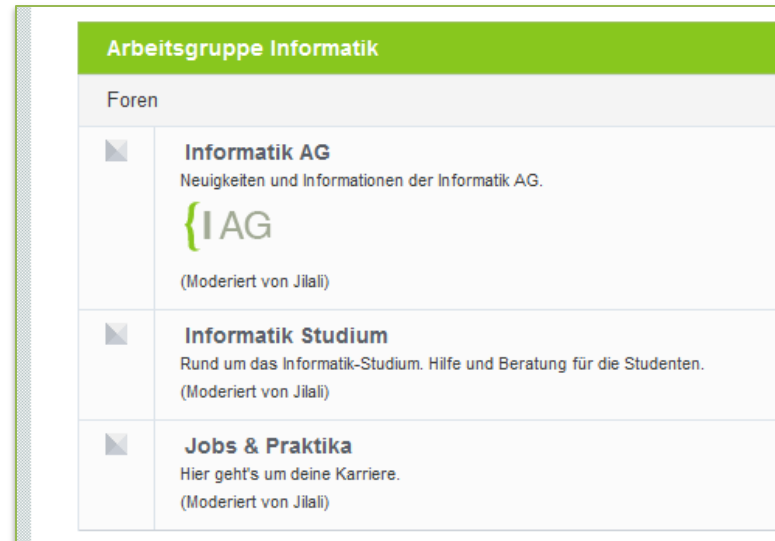 Arbeitsgruppe Informatik
Foren
Informatik AG
Neuigkeiten und Informationen der Informatik AG.
{I AG
(Moderiert von Jilali)
Informatik Studium
Rund um das Informatik-Studium. Hilfe und Beratung für die Studenten.
(Moderiert von Jilali)
Jobs & Praktika
Hier geht's um deine Karriere.
(Moderiert von Jilali)